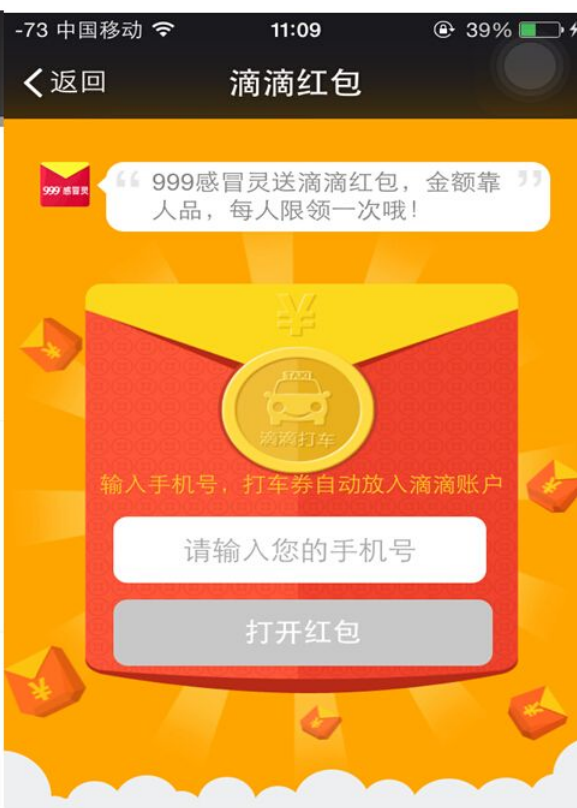 -73 中国移动 11:09 39%
返回 滴滴红包
999 感冒灵
999感冒灵送滴滴红包，金额靠
人品，每人限领一次哦！
¥
TAXI
滴滴打车
输入手机号，打车券自动放入滴滴账户
请输入您的手机号
打开红包